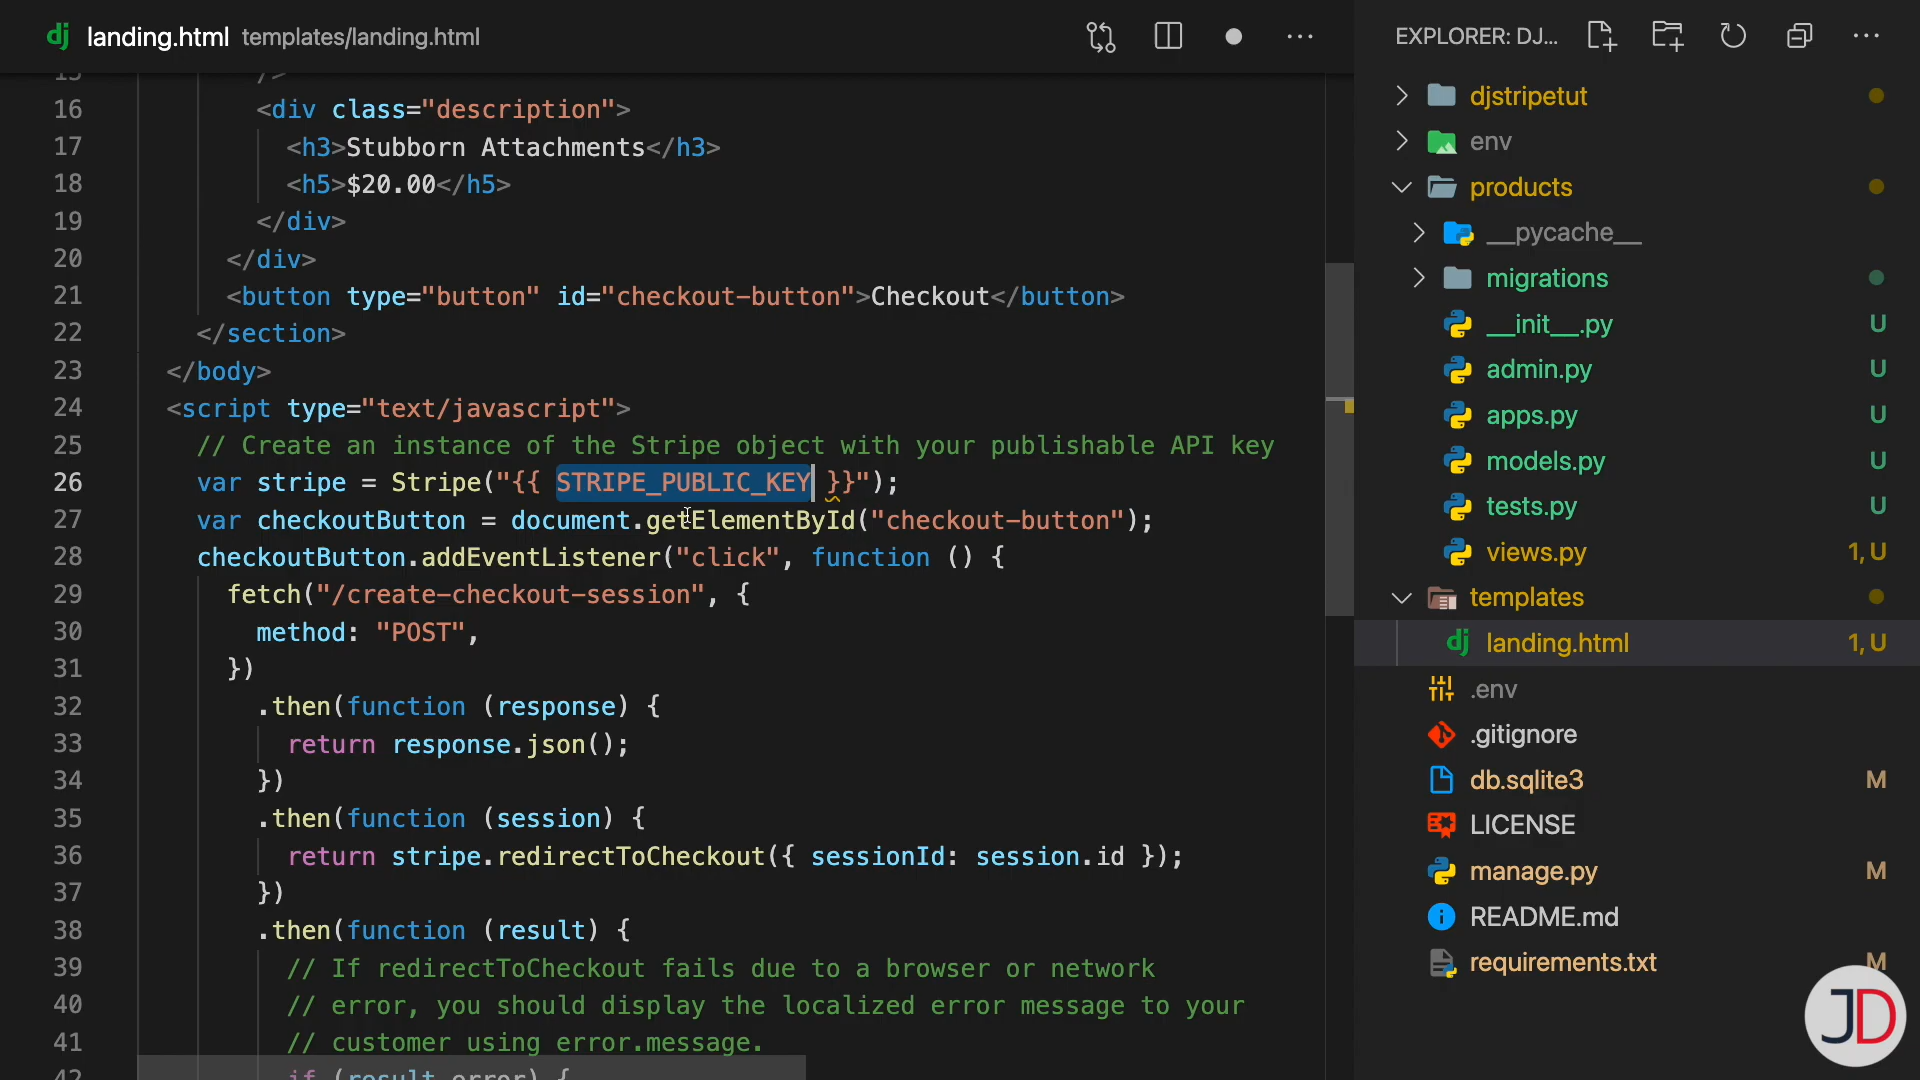 landing.html templates/landing.html
EXPLORER: DJ...
16 <div class="description">
17 <h3>Stubborn Attachments</h3>
18 <h5>$20.00</h5>
19 </div>
20 </div>
21 <button type="button" id="checkout-button">Checkout</button>
22 </section>
23 </body>
24 <script type="text/javascript">
25 // Create an instance of the Stripe object with your publishable API key
26 var stripe = Stripe("{{ STRIPE_PUBLIC_KEY }}");
27 var checkoutButton = document.getElementById("checkout-button");
28 checkoutButton.addEventListener("click", function () {
29 fetch("/create-checkout-session", {
30 method: "POST",
31 })
32 .then(function (response) {
33 return response.json();
34 })
35 .then(function (session) {
36 return stripe.redirectToCheckout({ sessionId: session.id });
37 })
38 .then(function (result) {
39 // If redirectToCheckout fails due to a browser or network
40 // error, you should display the localized error message to your
41 // customer using error.message.
42 if (result.error) {
djstripetut
env
products
__pycache__
migrations
__init__.py U
admin.py U
apps.py U
models.py U
tests.py U
views.py 1, U
templates
landing.html 1, U
.env
.gitignore
db.sqlite3 M
LICENSE
manage.py M
README.md
requirements.txt M
JD